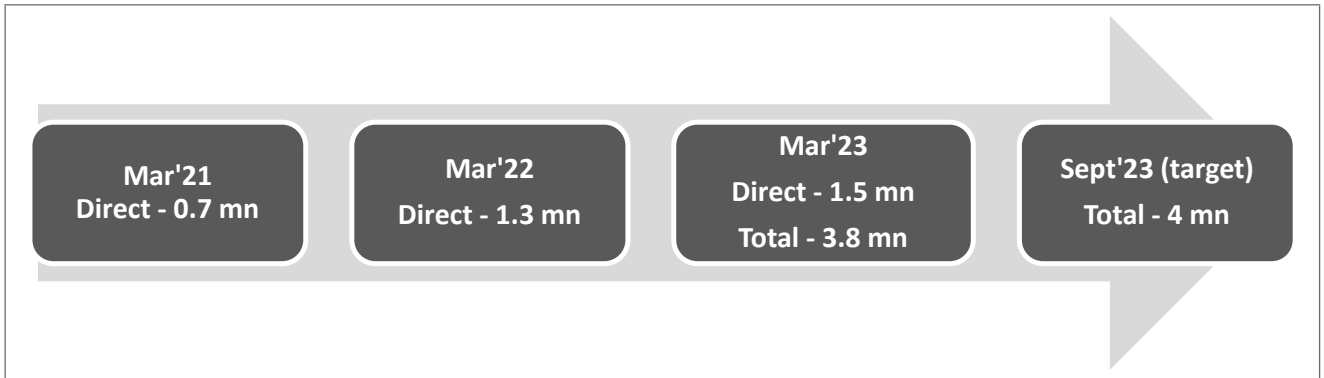 Mar'21
Direct - 0.7 mn
Mar'22
Direct - 1.3 mn
Mar'23
Direct - 1.5 mn
Total - 3.8 mn
Sept'23 (target)
Total - 4 mn